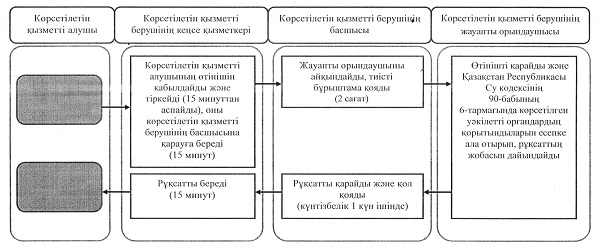 Көрсетілетін
қызметті алушы
Көрсетілетін қызметті
берушінің кеңсе қызметкері
Көрсетілетін қызметті берушінің
басшысы
Көрсетілетін қызметті берушінің
жауапты орындаушысы
Көрсетілетін қызметті
алушының өтінішін
қабылдайды және
тіркейді (15 минуттан
аспайды), оны
көрсетілетін қызметті
берушінің басшысына
қарауға береді
(15 минут)
Жауапты орындаушыны
айқындайды, тиісті
бұрыштама қояды
(2 сағат)
Өтінішті қарайды және
Қазақстан Республикасы
Су кодексінің
90-бабының
6-тармағында көрсетілген
уәкілетті органдардың
қорытындыларын есепке
ала отырып, рұқсаттың
жобасын дайындайды
Рұқсатты береді
(15 минут)
Рұқсатты қарайды және қол
қояды
(күнтізбелік 1 күн ішінде)